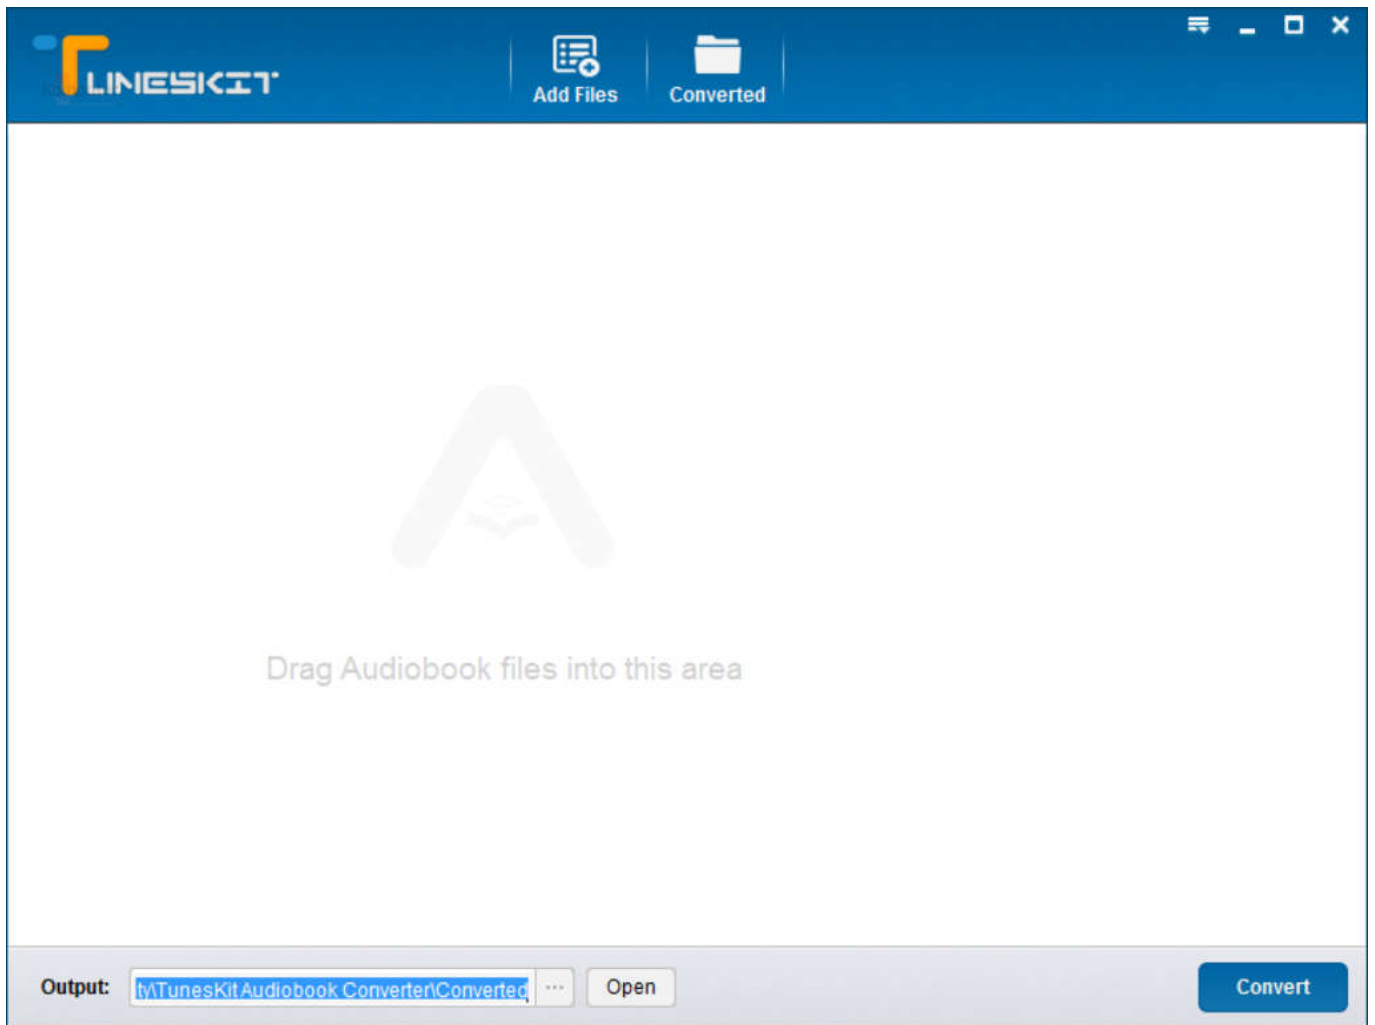 TUNESKIT
Add Files
Converted
Drag Audiobook files into this area
Output:
ty\TunesKit Audiobook Converter\Converted
...
Open
Convert